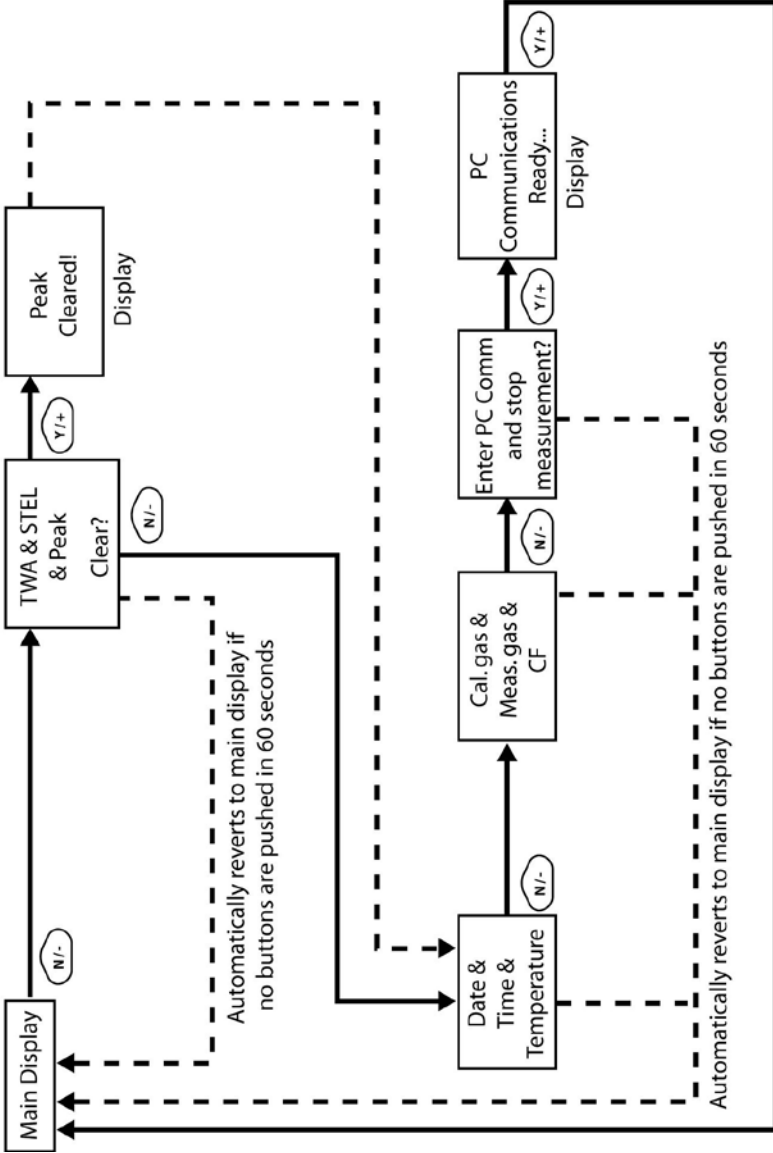 Main Display
N/-
TWA & STEL
& Peak
Clear?
Y/+
Peak
Cleared!
Display
N/-
Automatically reverts to main display if
no buttons are pushed in 60 seconds
Date &
Time &
Temperature
N/-
Cal. gas &
Meas. gas &
CF
N/-
Enter PC Comm
and stop
measurement?
Y/+
PC
Communications
Ready...
Display
Y/+
Automatically reverts to main display if no buttons are pushed in 60 seconds